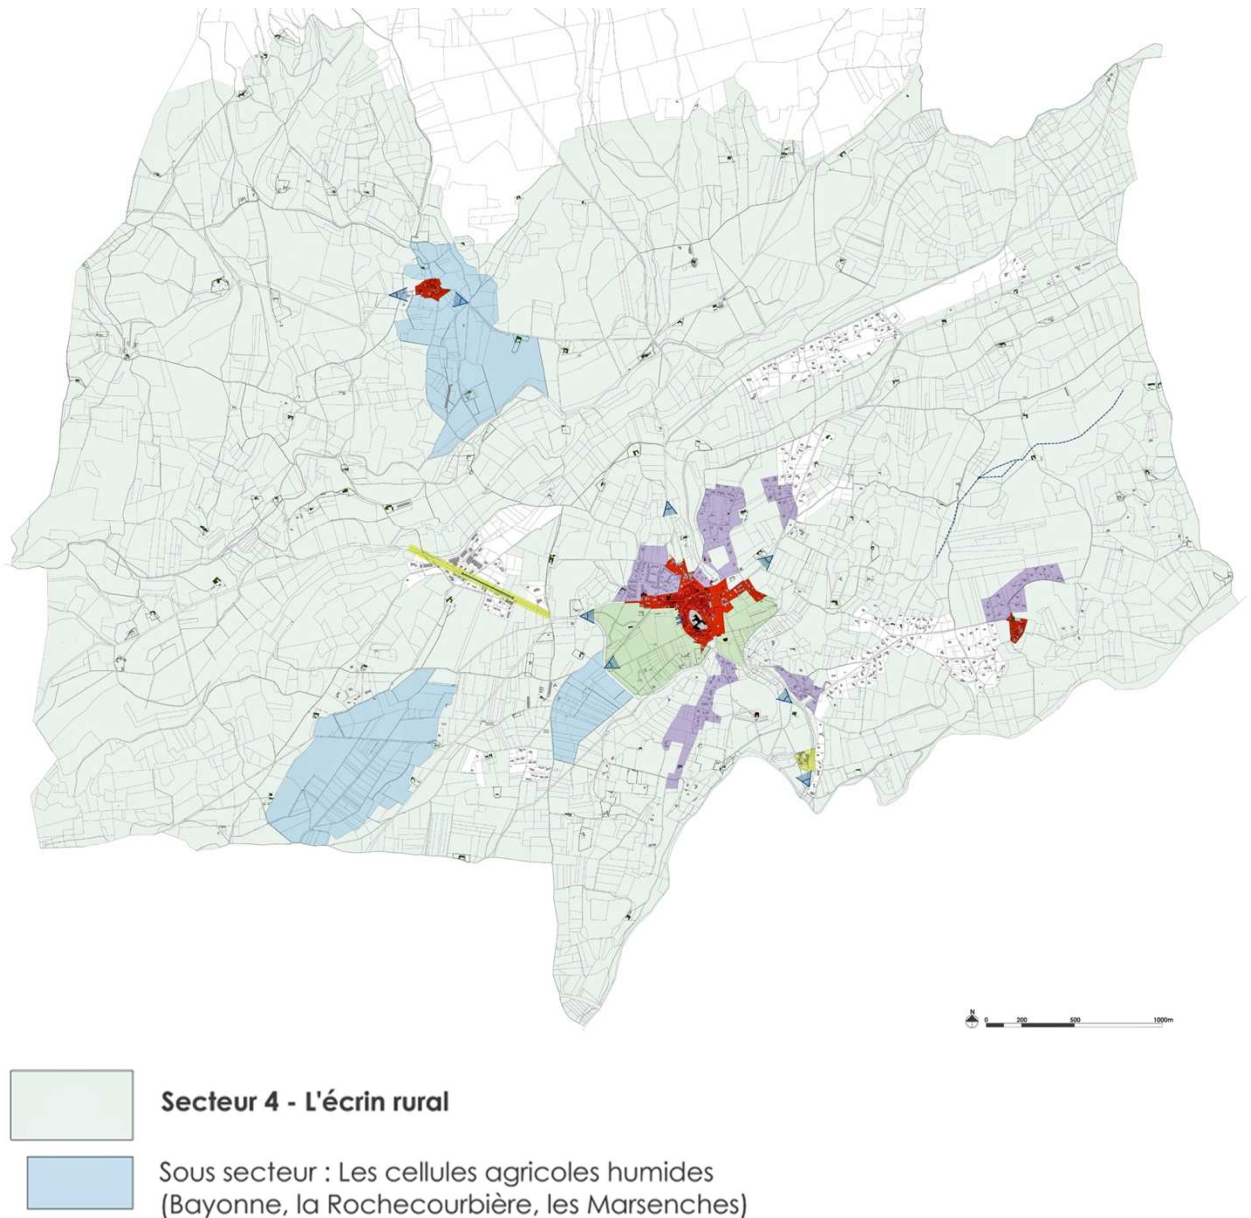 N
0 200 500 1000m
Secteur 4 - L'écrin rural
Sous secteur : Les cellules agricoles humides
(Bayonne, la Rochecourbière, les Marsenches)